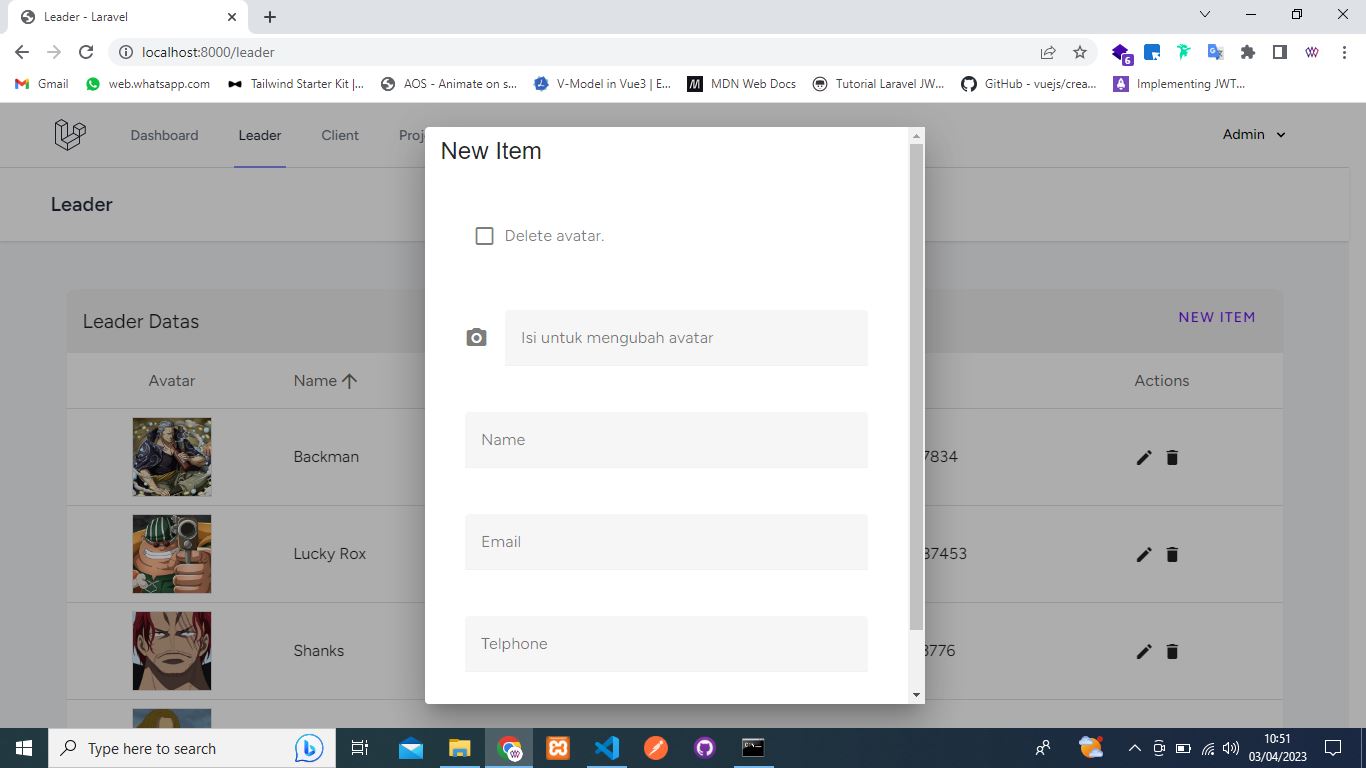 Leader - Laravel
localhost:8000/leader
6
Gmail
web.whatsapp.com
Tailwind Starter Kit |...
AOS - Animate on s...
V-Model in Vue3 | E...
MDN Web Docs
Tutorial Laravel JW...
GitHub - vuejs/crea...
Implementing JWT...
Dashboard
Leader
Client
Proj
Admin
Leader
New Item
Delete avatar.
Isi untuk mengubah avatar
Name
Email
Telphone
Leader Datas
NEW ITEM
Avatar
Name
Actions
Backman
7834
Lucky Rox
37453
Shanks
3776
Type here to search
10:51
03/04/2023